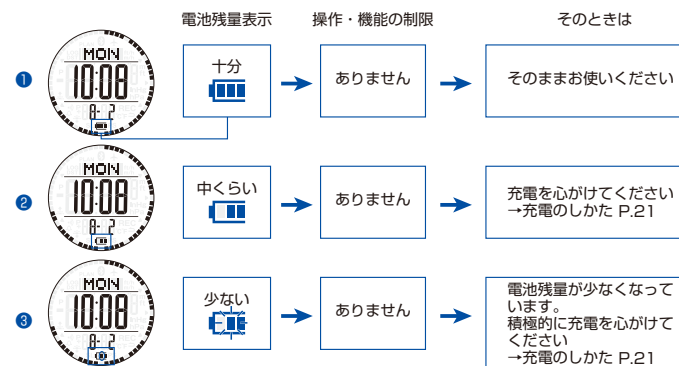 電池残量表示
操作・機能の制限
そのときは
❶
MON
10:08
8- 2
十分
ありません
そのままお使いください
❷
MON
10:08
8- 2
中くらい
ありません
充電を心がけてください
→充電のしかた P.21
❸
MON
10:08
8- 2
少ない
ありません
電池残量が少なくなって
います。
積極的に充電を心がけて
ください
→充電のしかた P.21